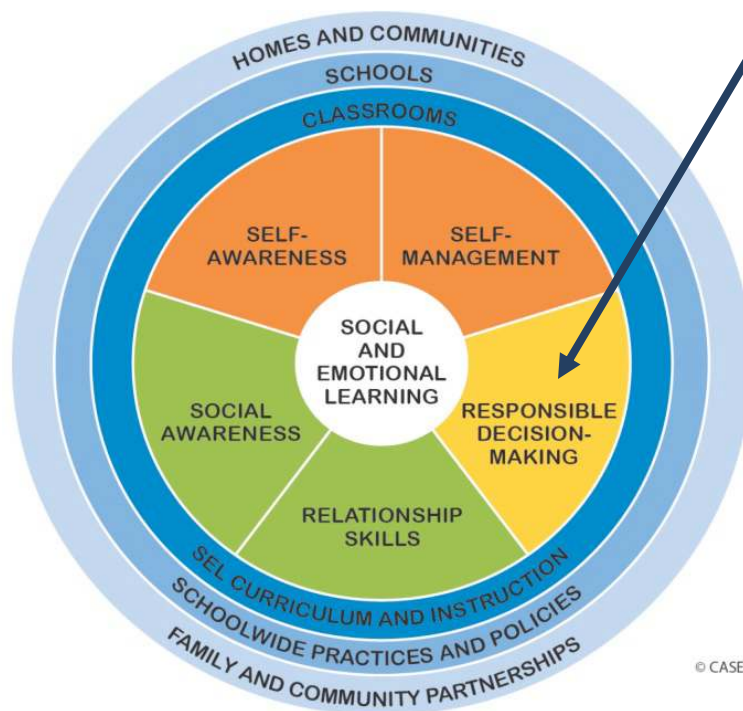 HOMES AND COMMUNITIES
SCHOOLS
CLASSROOMS
SELF-
AWARENESS
SELF-
MANAGEMENT
SOCIAL
AND
EMOTIONAL
LEARNING
SOCIAL
AWARENESS
RESPONSIBLE
DECISION-
MAKING
RELATIONSHIP
SKILLS
SEL CURRICULUM AND INSTRUCTION
SCHOOLWIDE PRACTICES AND POLICIES
FAMILY AND COMMUNITY PARTNERSHIPS
© CASE